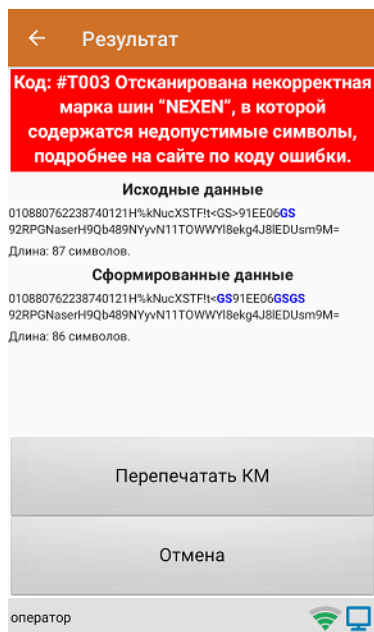 Результат
Код: #T003 Отсканирована некорректная
марка шин “NEXEN”, в которой
содержатся недопустимые символы,
подробнее на сайте по коду ошибки.
Исходные данные
010880762238740121H%kNucXSTF!t<GS>91EE06GS
92RPGNaserH9Qb489NYyvN11TOWWYl8ekg4J8lEDUsm9M=
Длина: 87 символов.
Сформированные данные
010880762238740121H%kNucXSTF!t<GS91EE06GSGS
92RPGNaserH9Qb489NYyvN11TOWWYl8ekg4J8lEDUsm9M=
Длина: 86 символов.
Перепечатать КМ
Отмена
оператор